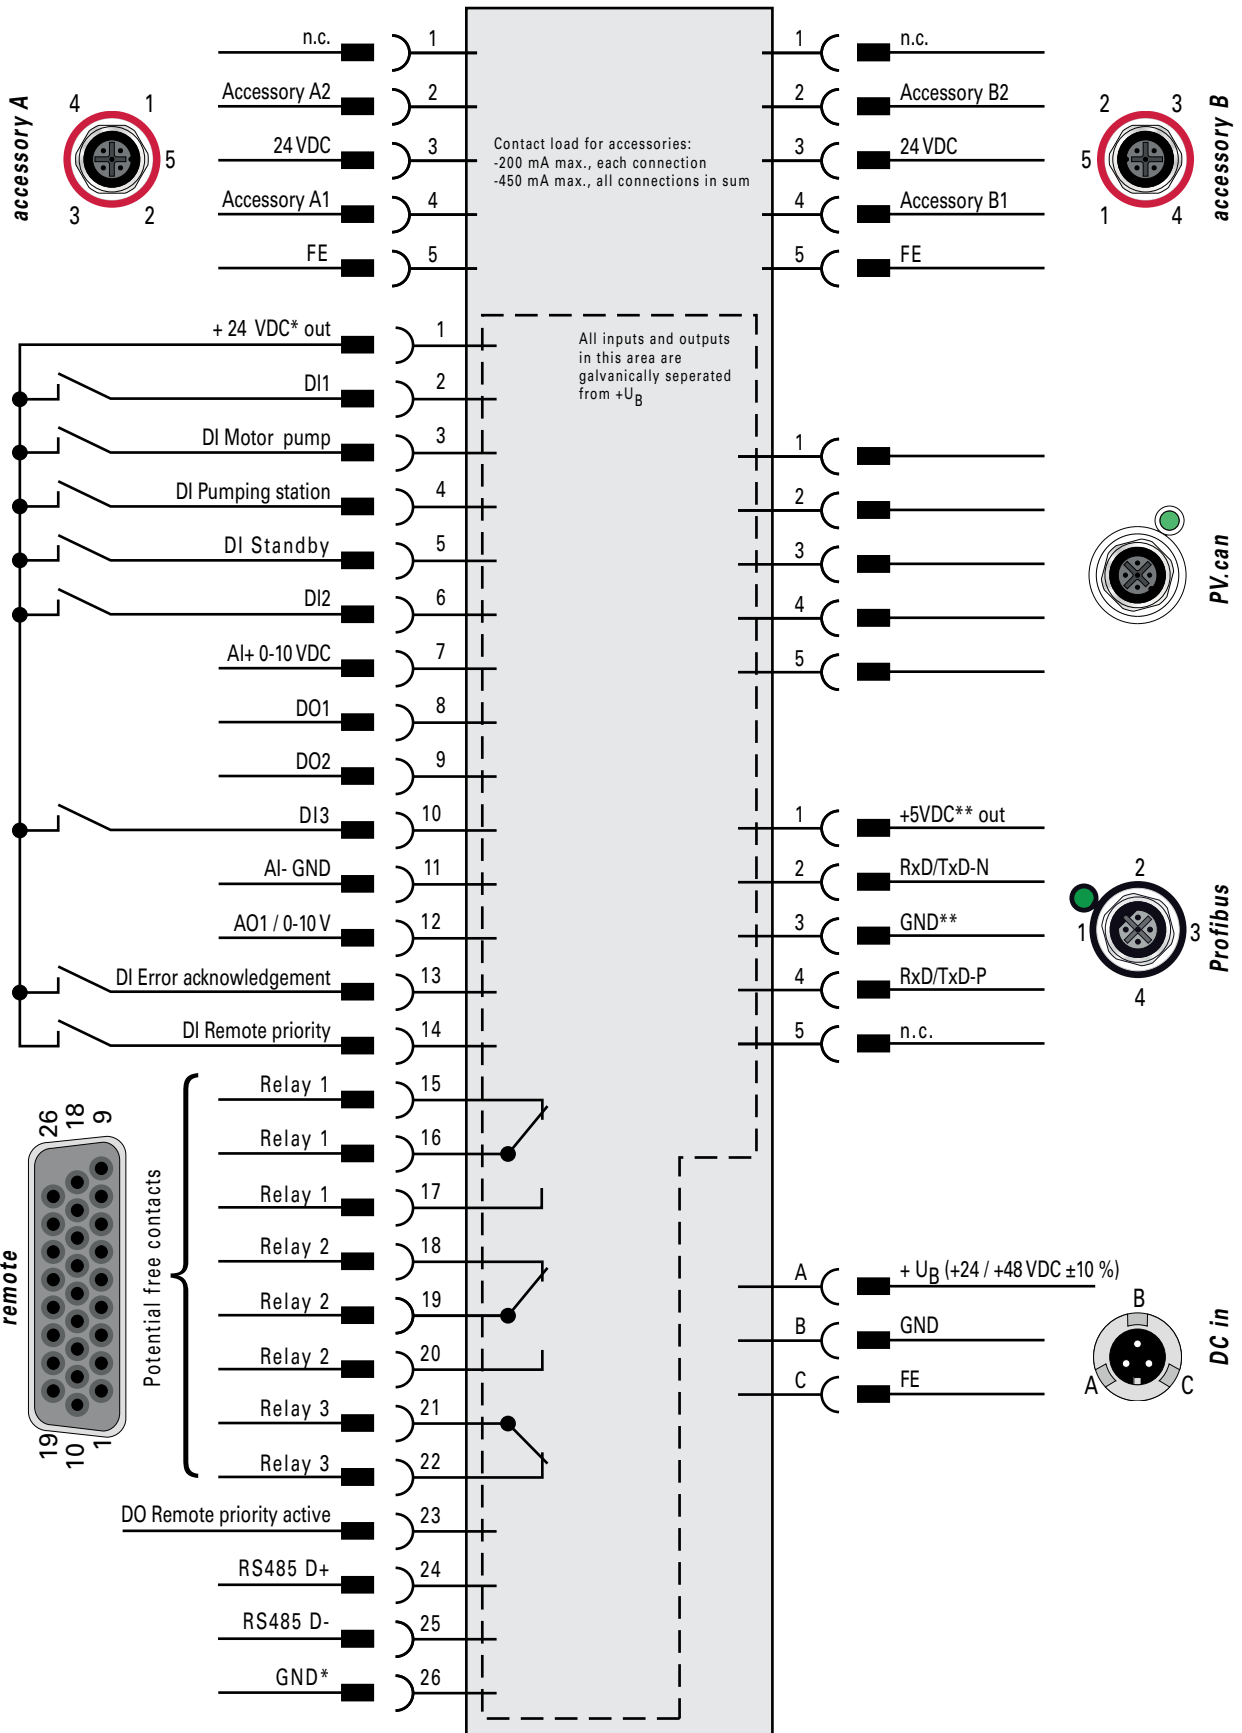 accessory A
4 1
5
3 2
n.c. 1
Accessory A2 2
24 VDC 3
Accessory A1 4
FE 5
Contact load for accessories:
-200 mA max., each connection
-450 mA max., all connections in sum
1 n.c.
2 Accessory B2
3 24 VDC
4 Accessory B1
5 FE
2 3
5
1 4
accessory B
+ 24 VDC* out 1
DI1 2
DI Motor pump 3
DI Pumping station 4
DI Standby 5
DI2 6
AI+ 0-10 VDC 7
DO1 8
DO2 9
DI3 10
AI- GND 11
AO1 / 0-10 V 12
DI Error acknowledgement 13
DI Remote priority 14
Relay 1 15
Relay 1 16
Relay 1 17
Relay 2 18
Relay 2 19
Relay 2 20
Relay 3 21
Relay 3 22
DO Remote priority active 23
RS485 D+ 24
RS485 D- 25
GND* 26
remote
26 18 9
19 10 1
Potential free contacts
All inputs and outputs
in this area are
galvanically seperated
from +UB
1
2
3
4
5
PV.can
1 +5VDC** out
2 RxD/TxD-N
3 GND**
4 RxD/TxD-P
5 n.c.
2
1 3
4
Profibus
A + UB (+24 / +48 VDC ±10 %)
B GND
C FE
B
A C
DC in